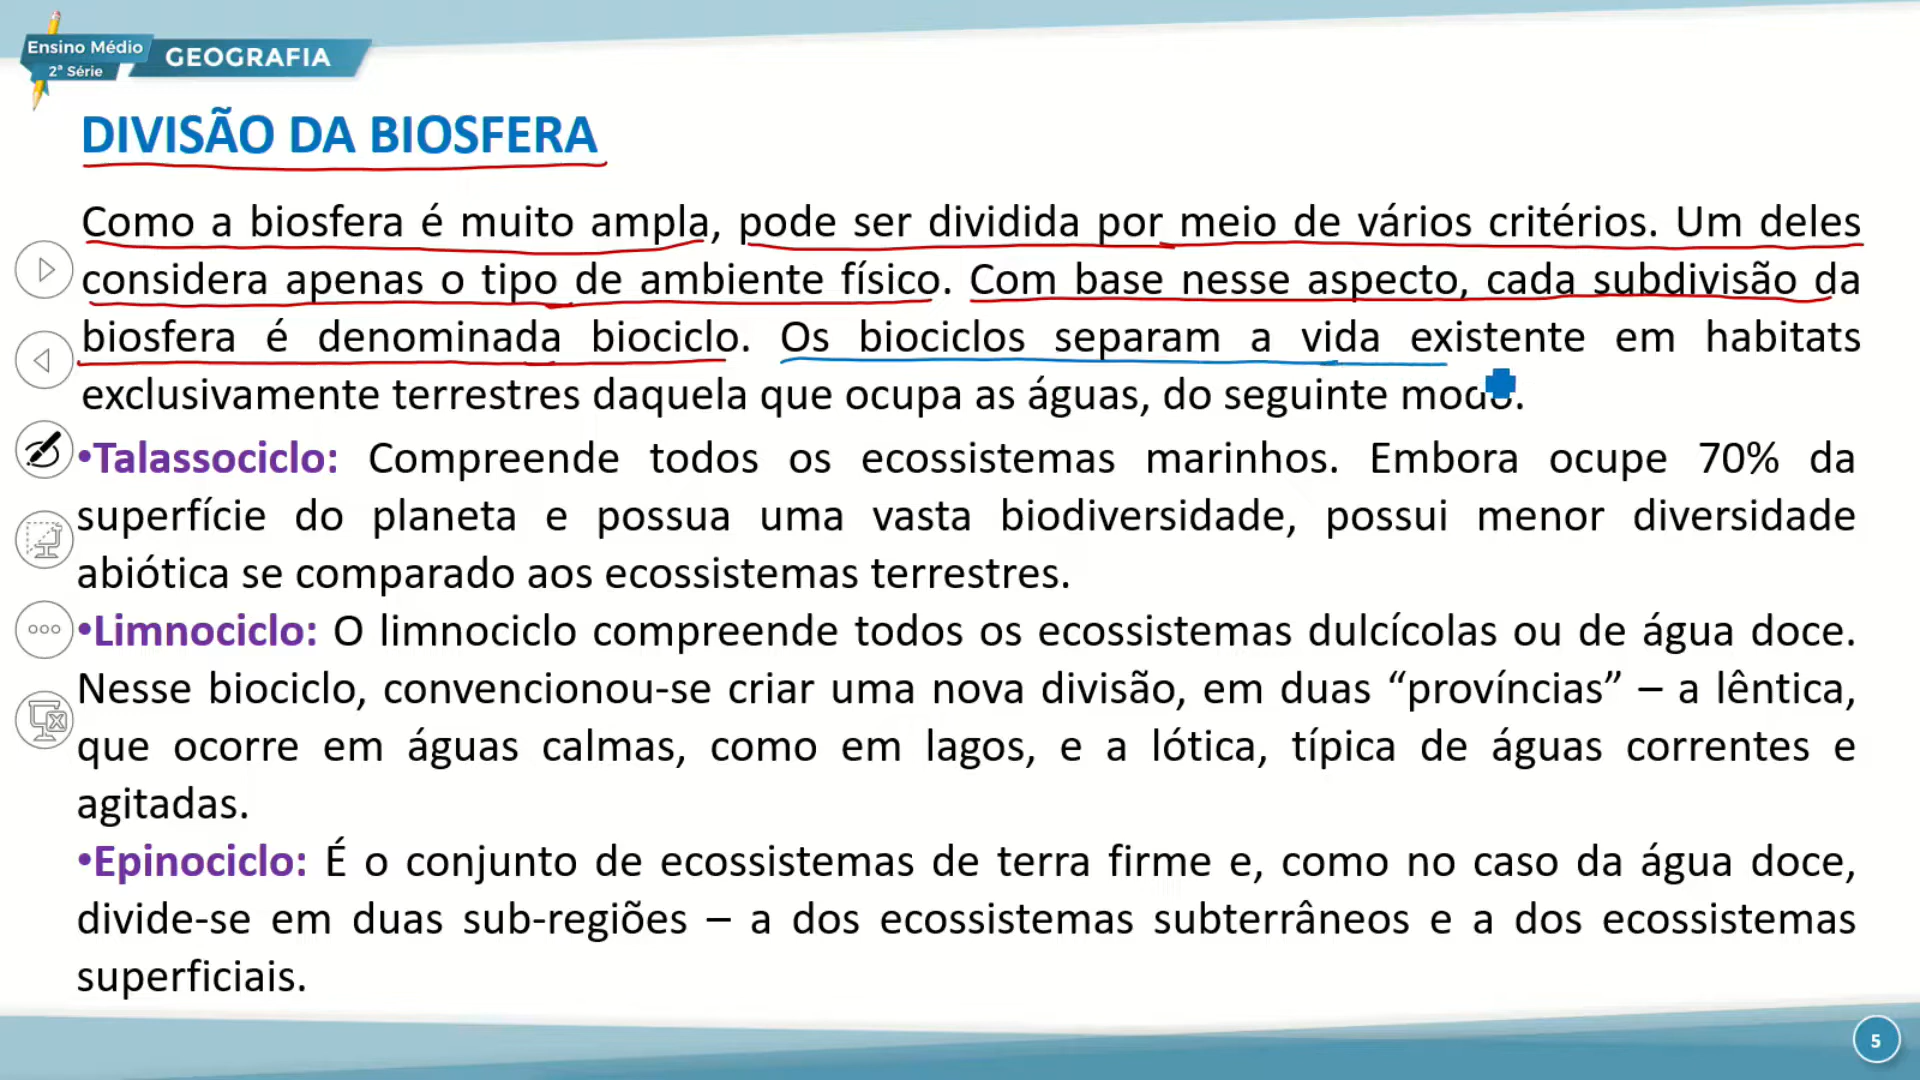 Ensino Médio
2ª Série
GEOGRAFIA
DIVISÃO DA BIOSFERA
Como a biosfera é muito ampla, pode ser dividida por meio de vários critérios. Um deles
considera apenas o tipo de ambiente físico. Com base nesse aspecto, cada subdivisão da
biosfera é denominada biociclo. Os biociclos separam a vida existente em habitats
exclusivamente terrestres daquela que ocupa as águas, do seguinte modo.
•Talassociclo: Compreende todos os ecossistemas marinhos. Embora ocupe 70% da
superfície do planeta e possua uma vasta biodiversidade, possui menor diversidade
abiótica se comparado aos ecossistemas terrestres.
•Limnociclo: O limnociclo compreende todos os ecossistemas dulcícolas ou de água doce.
Nesse biociclo, convencionou-se criar uma nova divisão, em duas “províncias” – a lêntica,
que ocorre em águas calmas, como em lagos, e a lótica, típica de águas correntes e
agitadas.
•Epinociclo: É o conjunto de ecossistemas de terra firme e, como no caso da água doce,
divide-se em duas sub-regiões – a dos ecossistemas subterrâneos e a dos ecossistemas
superficiais.
5